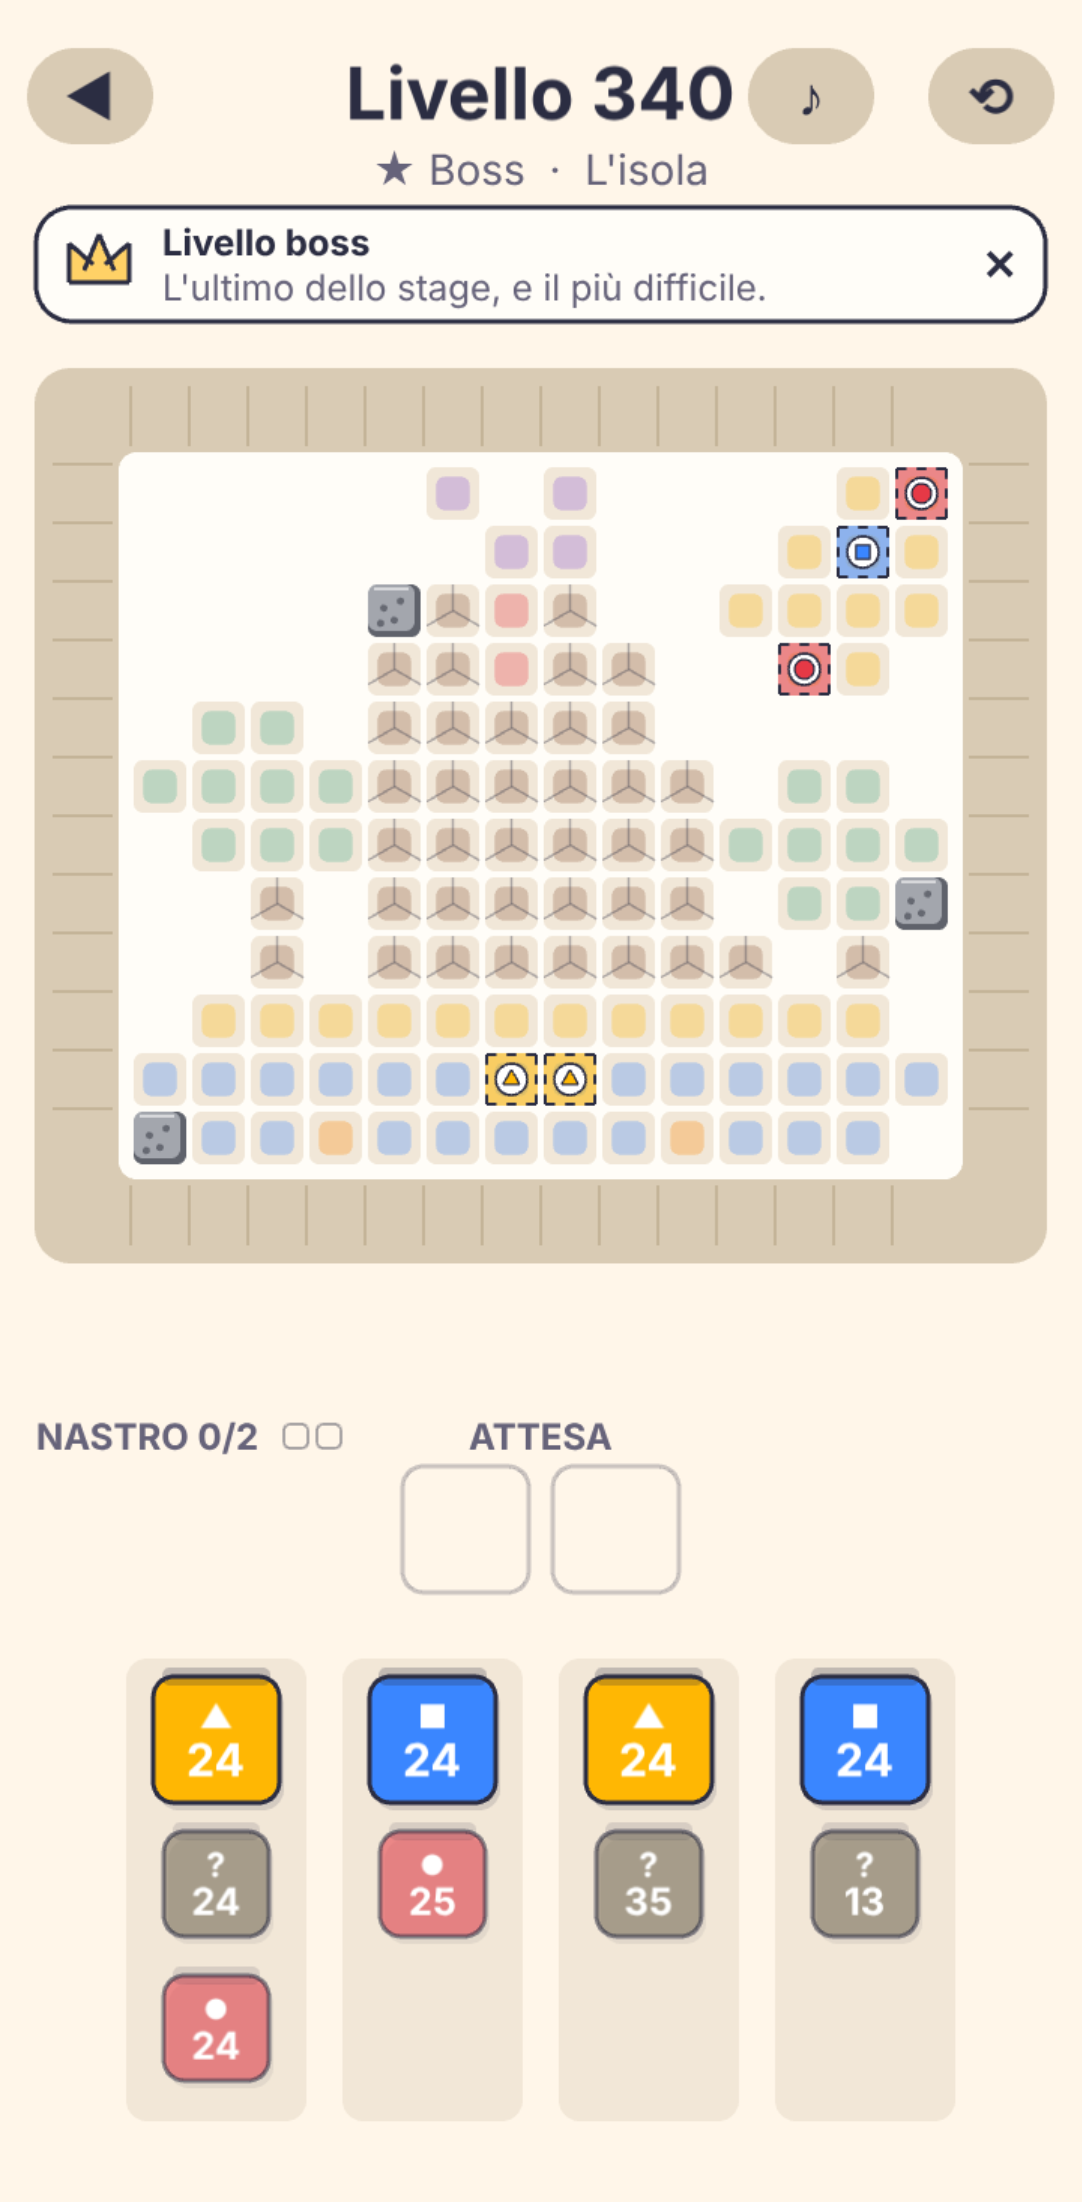 Livello 340
★ Boss · L'isola
Livello boss
L'ultimo dello stage, e il più difficile.
NASTRO 0/2
ATTESA
24
24
24
24
?
24
25
?
35
?
13
24